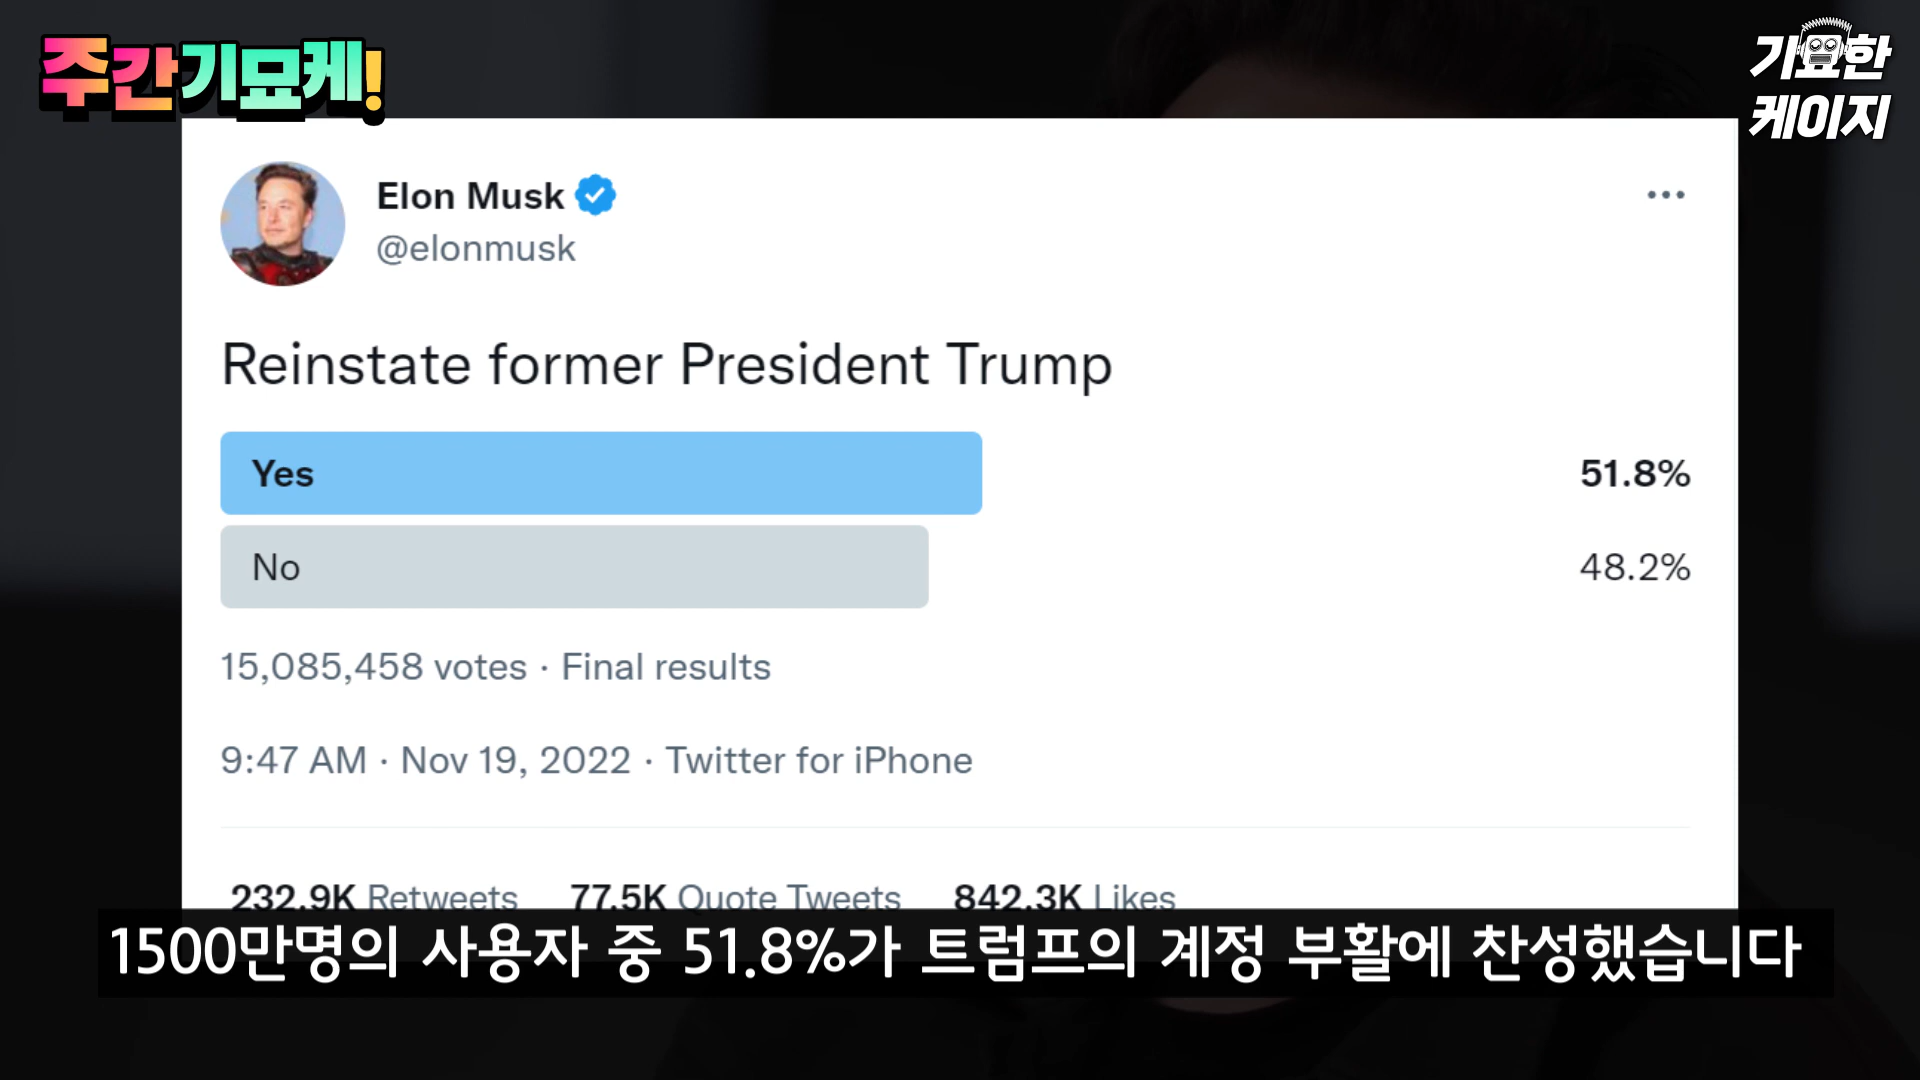 주간기묘케!
기묘한
케이지
Elon Musk
@elonmusk
Reinstate former President Trump
Yes 51.8%
No 48.2%
15,085,458 votes · Final results
9:47 AM · Nov 19, 2022 · Twitter for iPhone
232.9K Retweets 77.5K Quote Tweets 842.3K Likes
1500만명의 사용자 중 51.8%가 트럼프의 계정 부활에 찬성했습니다